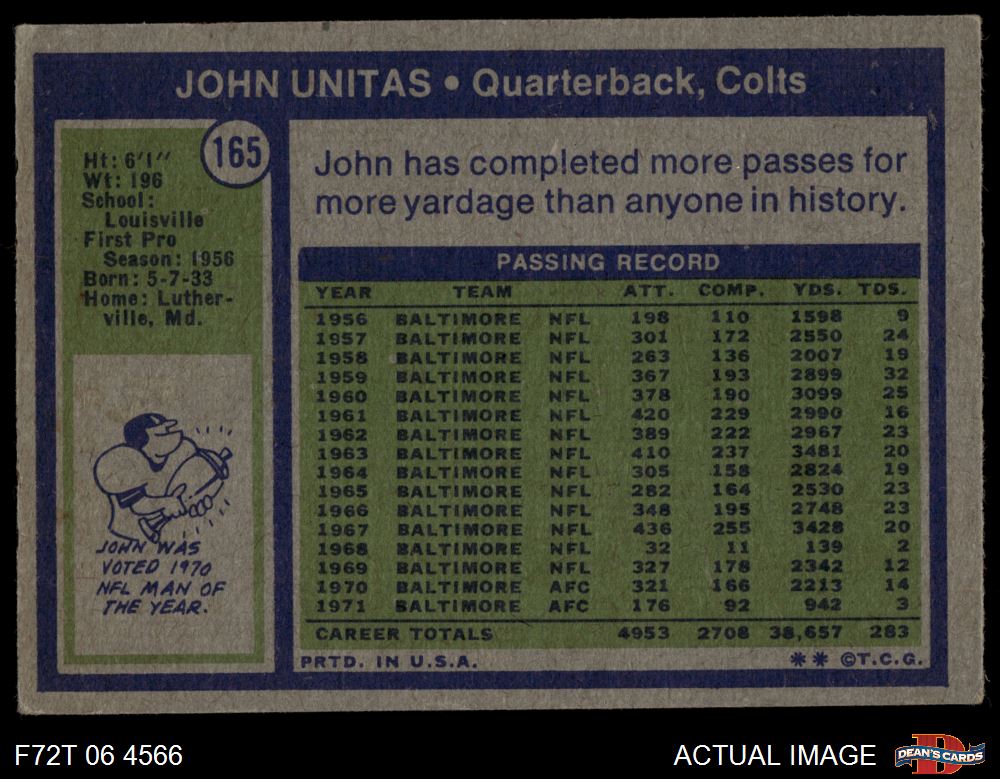 JOHN UNITAS • Quarterback, Colts
165
Ht: 6'1"
Wt: 196
School:
Louisville
First Pro
Season: 1956
Born: 5-7-33
Home: Luther-
ville, Md.
JOHN WAS
VOTED 1970
NFL MAN OF
THE YEAR.
John has completed more passes for
more yardage than anyone in history.
PASSING RECORD
YEAR TEAM ATT. COMP. YDS. TDS.
1956 BALTIMORE NFL 198 110 1598 9
1957 BALTIMORE NFL 301 172 2550 24
1958 BALTIMORE NFL 263 136 2007 19
1959 BALTIMORE NFL 367 193 2899 32
1960 BALTIMORE NFL 378 190 3099 25
1961 BALTIMORE NFL 420 229 2990 16
1962 BALTIMORE NFL 389 222 2967 23
1963 BALTIMORE NFL 410 237 3481 20
1964 BALTIMORE NFL 305 158 2824 19
1965 BALTIMORE NFL 282 164 2530 23
1966 BALTIMORE NFL 348 195 2748 23
1967 BALTIMORE NFL 436 255 3428 20
1968 BALTIMORE NFL 32 11 139 2
1969 BALTIMORE NFL 327 178 2342 12
1970 BALTIMORE AFC 321 166 2213 14
1971 BALTIMORE AFC 176 92 942 3
CAREER TOTALS 4953 2708 38,657 283
PRTD. IN U.S.A. ** ©T.C.G.
F72T 06 4566
ACTUAL IMAGE
DEAN'S CARDS